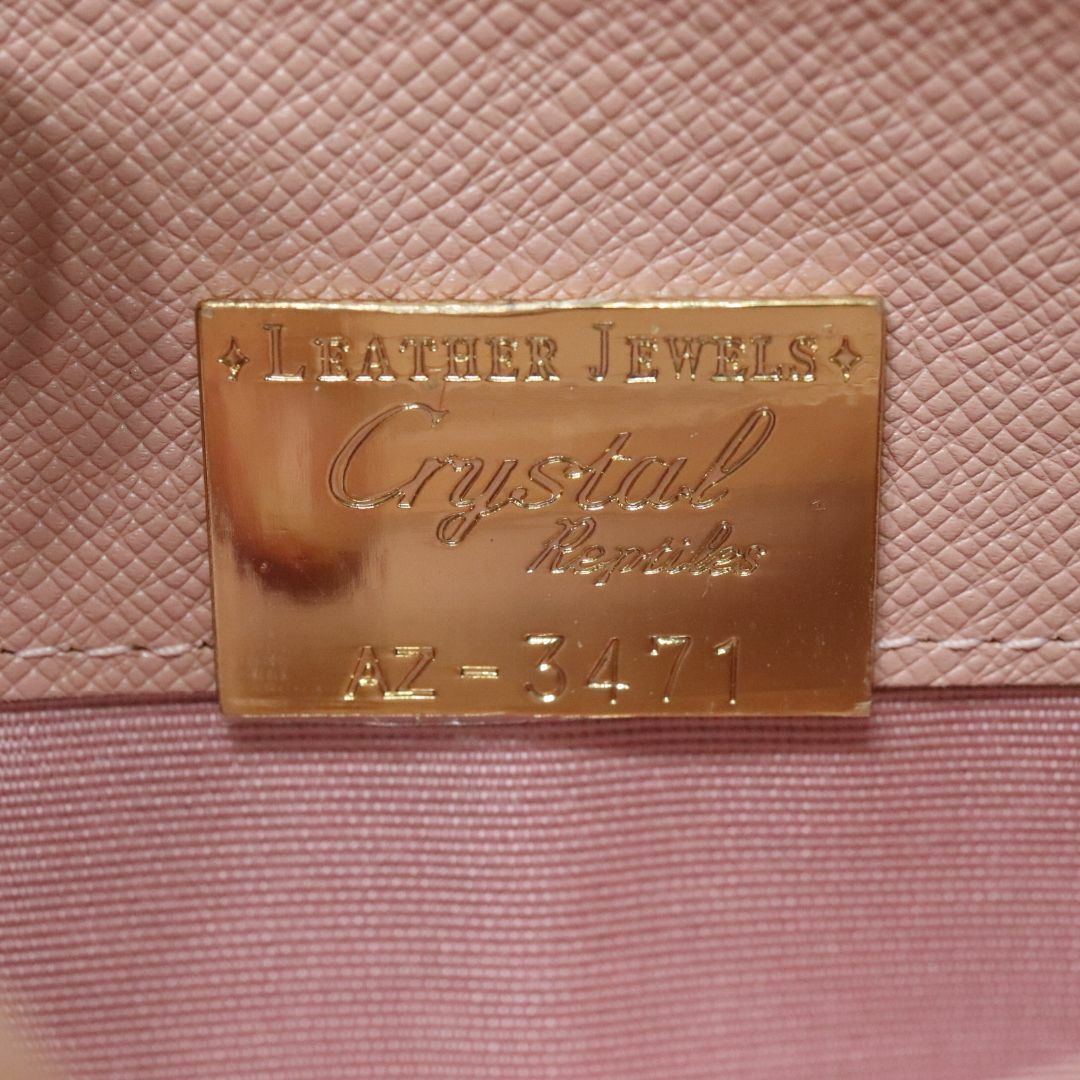 LEATHER JEWELS
Crystal
Reptiles
AZ-3471